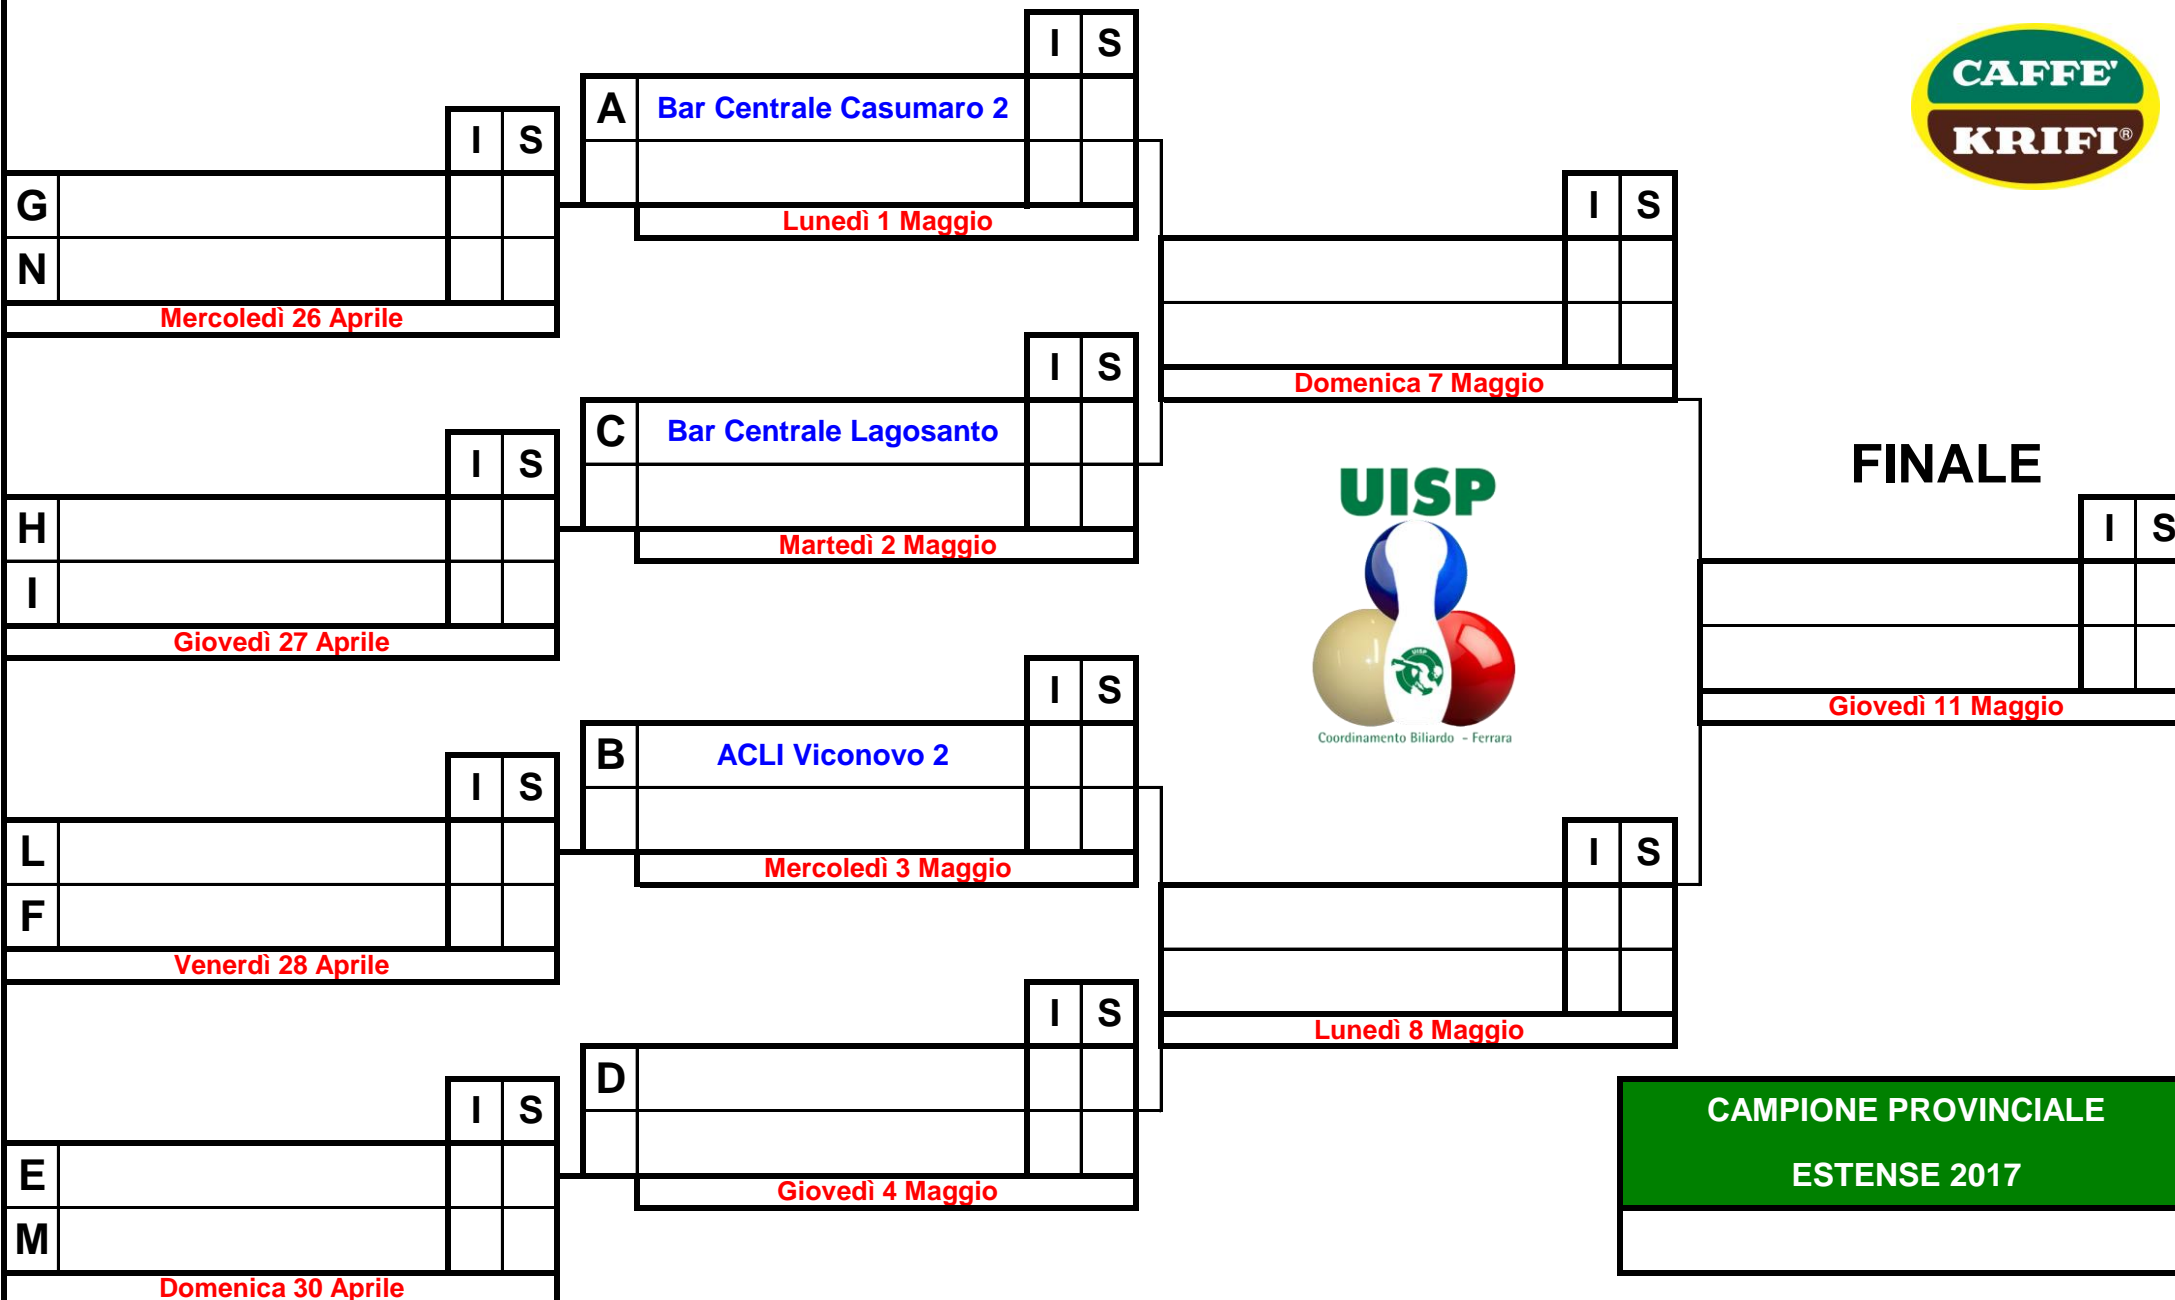 I S
A Bar Centrale Casumaro 2
Lunedì 1 Maggio
CAFFE'
KRIFI®
I S
G
N
Mercoledì 26 Aprile
I S
Domenica 7 Maggio
I S
C Bar Centrale Lagosanto
Martedì 2 Maggio
I S
H
I
Giovedì 27 Aprile
UISP
UISP
Coordinamento Biliardo - Ferrara
FINALE
I S
Giovedì 11 Maggio
I S
B ACLI Viconovo 2
Mercoledì 3 Maggio
I S
L
F
Venerdì 28 Aprile
I S
Lunedì 8 Maggio
I S
D
Giovedì 4 Maggio
I S
E
M
Domenica 30 Aprile
CAMPIONE PROVINCIALE
ESTENSE 2017